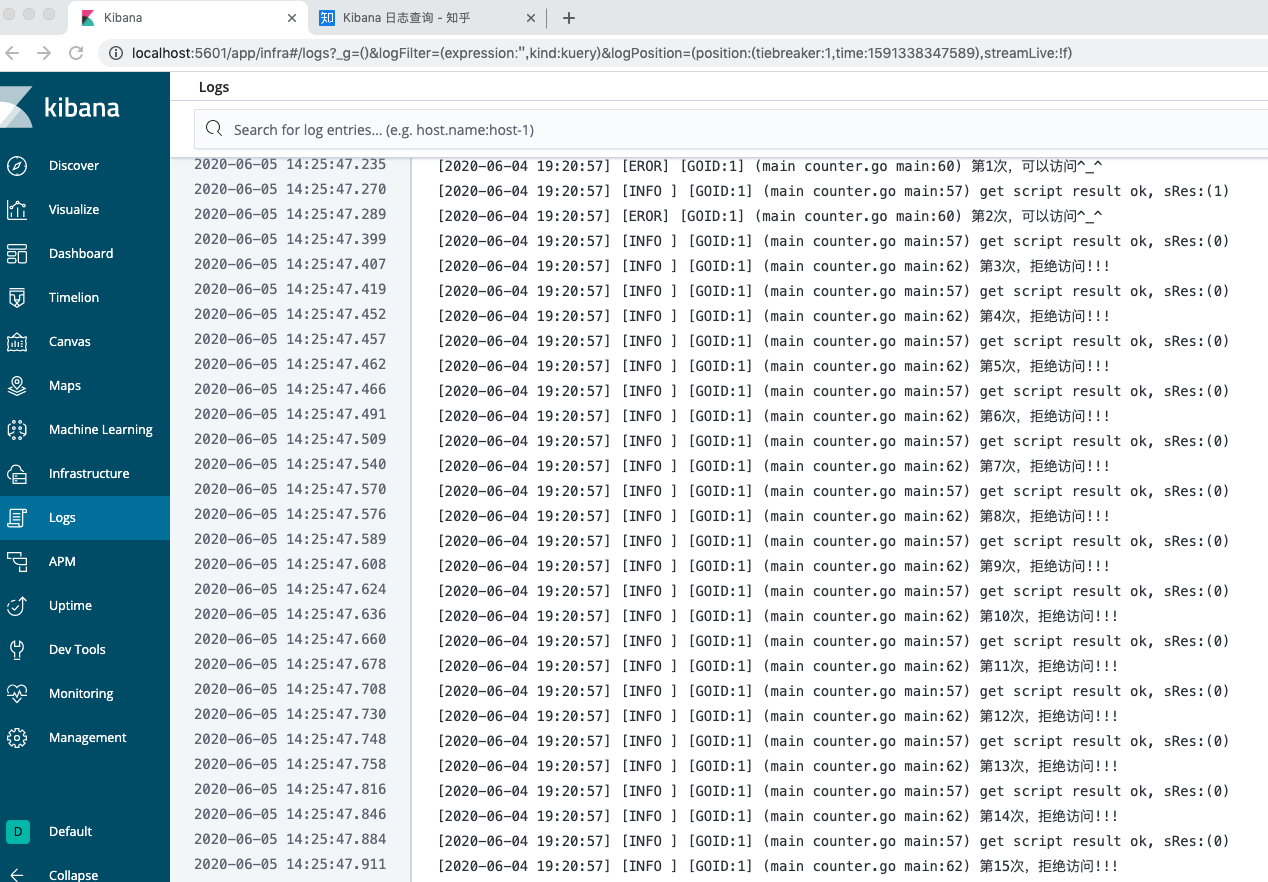 Kibana
知 Kibana 日志查询 - 知乎
localhost:5601/app/infra#/logs?_g=()&logFilter=(expression:'',kind:kuery)&logPosition=(position:(tiebreaker:1,time:1591338347589),streamLive:!f)
kibana
Discover
Visualize
Dashboard
Timelion
Canvas
Maps
Machine Learning
Infrastructure
Logs
APM
Uptime
Dev Tools
Monitoring
Management
D Default
Collapse
Logs
Search for log entries... (e.g. host.name:host-1)
2020-06-05 14:25:47.235 [2020-06-04 19:20:57] [EROR] [GOID:1] (main counter.go main:60) 第1次，可以访问^_^
2020-06-05 14:25:47.270 [2020-06-04 19:20:57] [INFO ] [GOID:1] (main counter.go main:57) get script result ok, sRes:(1)
2020-06-05 14:25:47.289 [2020-06-04 19:20:57] [EROR] [GOID:1] (main counter.go main:60) 第2次，可以访问^_^
2020-06-05 14:25:47.399 [2020-06-04 19:20:57] [INFO ] [GOID:1] (main counter.go main:57) get script result ok, sRes:(0)
2020-06-05 14:25:47.407 [2020-06-04 19:20:57] [INFO ] [GOID:1] (main counter.go main:62) 第3次，拒绝访问!!!
2020-06-05 14:25:47.419 [2020-06-04 19:20:57] [INFO ] [GOID:1] (main counter.go main:57) get script result ok, sRes:(0)
2020-06-05 14:25:47.452 [2020-06-04 19:20:57] [INFO ] [GOID:1] (main counter.go main:62) 第4次，拒绝访问!!!
2020-06-05 14:25:47.457 [2020-06-04 19:20:57] [INFO ] [GOID:1] (main counter.go main:57) get script result ok, sRes:(0)
2020-06-05 14:25:47.462 [2020-06-04 19:20:57] [INFO ] [GOID:1] (main counter.go main:62) 第5次，拒绝访问!!!
2020-06-05 14:25:47.466 [2020-06-04 19:20:57] [INFO ] [GOID:1] (main counter.go main:57) get script result ok, sRes:(0)
2020-06-05 14:25:47.491 [2020-06-04 19:20:57] [INFO ] [GOID:1] (main counter.go main:62) 第6次，拒绝访问!!!
2020-06-05 14:25:47.509 [2020-06-04 19:20:57] [INFO ] [GOID:1] (main counter.go main:57) get script result ok, sRes:(0)
2020-06-05 14:25:47.540 [2020-06-04 19:20:57] [INFO ] [GOID:1] (main counter.go main:62) 第7次，拒绝访问!!!
2020-06-05 14:25:47.570 [2020-06-04 19:20:57] [INFO ] [GOID:1] (main counter.go main:57) get script result ok, sRes:(0)
2020-06-05 14:25:47.576 [2020-06-04 19:20:57] [INFO ] [GOID:1] (main counter.go main:62) 第8次，拒绝访问!!!
2020-06-05 14:25:47.589 [2020-06-04 19:20:57] [INFO ] [GOID:1] (main counter.go main:57) get script result ok, sRes:(0)
2020-06-05 14:25:47.608 [2020-06-04 19:20:57] [INFO ] [GOID:1] (main counter.go main:62) 第9次，拒绝访问!!!
2020-06-05 14:25:47.624 [2020-06-04 19:20:57] [INFO ] [GOID:1] (main counter.go main:57) get script result ok, sRes:(0)
2020-06-05 14:25:47.636 [2020-06-04 19:20:57] [INFO ] [GOID:1] (main counter.go main:62) 第10次，拒绝访问!!!
2020-06-05 14:25:47.660 [2020-06-04 19:20:57] [INFO ] [GOID:1] (main counter.go main:57) get script result ok, sRes:(0)
2020-06-05 14:25:47.678 [2020-06-04 19:20:57] [INFO ] [GOID:1] (main counter.go main:62) 第11次，拒绝访问!!!
2020-06-05 14:25:47.708 [2020-06-04 19:20:57] [INFO ] [GOID:1] (main counter.go main:57) get script result ok, sRes:(0)
2020-06-05 14:25:47.730 [2020-06-04 19:20:57] [INFO ] [GOID:1] (main counter.go main:62) 第12次，拒绝访问!!!
2020-06-05 14:25:47.748 [2020-06-04 19:20:57] [INFO ] [GOID:1] (main counter.go main:57) get script result ok, sRes:(0)
2020-06-05 14:25:47.758 [2020-06-04 19:20:57] [INFO ] [GOID:1] (main counter.go main:62) 第13次，拒绝访问!!!
2020-06-05 14:25:47.816 [2020-06-04 19:20:57] [INFO ] [GOID:1] (main counter.go main:57) get script result ok, sRes:(0)
2020-06-05 14:25:47.846 [2020-06-04 19:20:57] [INFO ] [GOID:1] (main counter.go main:62) 第14次，拒绝访问!!!
2020-06-05 14:25:47.884 [2020-06-04 19:20:57] [INFO ] [GOID:1] (main counter.go main:57) get script result ok, sRes:(0)
2020-06-05 14:25:47.911 [2020-06-04 19:20:57] [INFO ] [GOID:1] (main counter.go main:62) 第15次，拒绝访问!!!